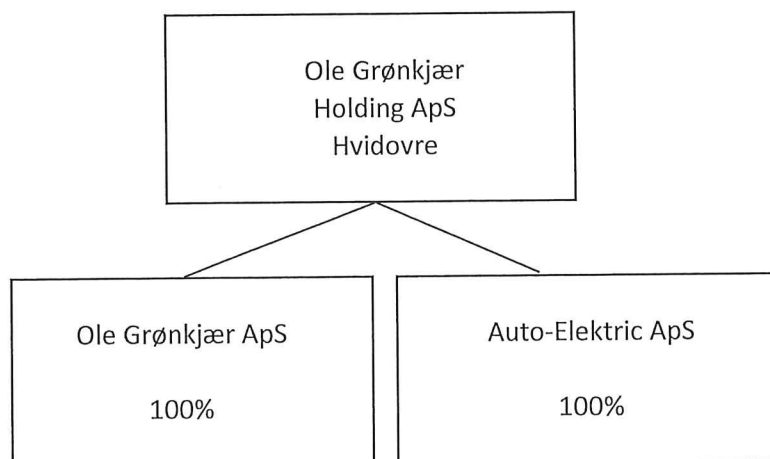 Ole Grønkjær
Holding ApS
Hvidovre
Ole Grønkjær ApS
100%
Auto-Elektric ApS
100%